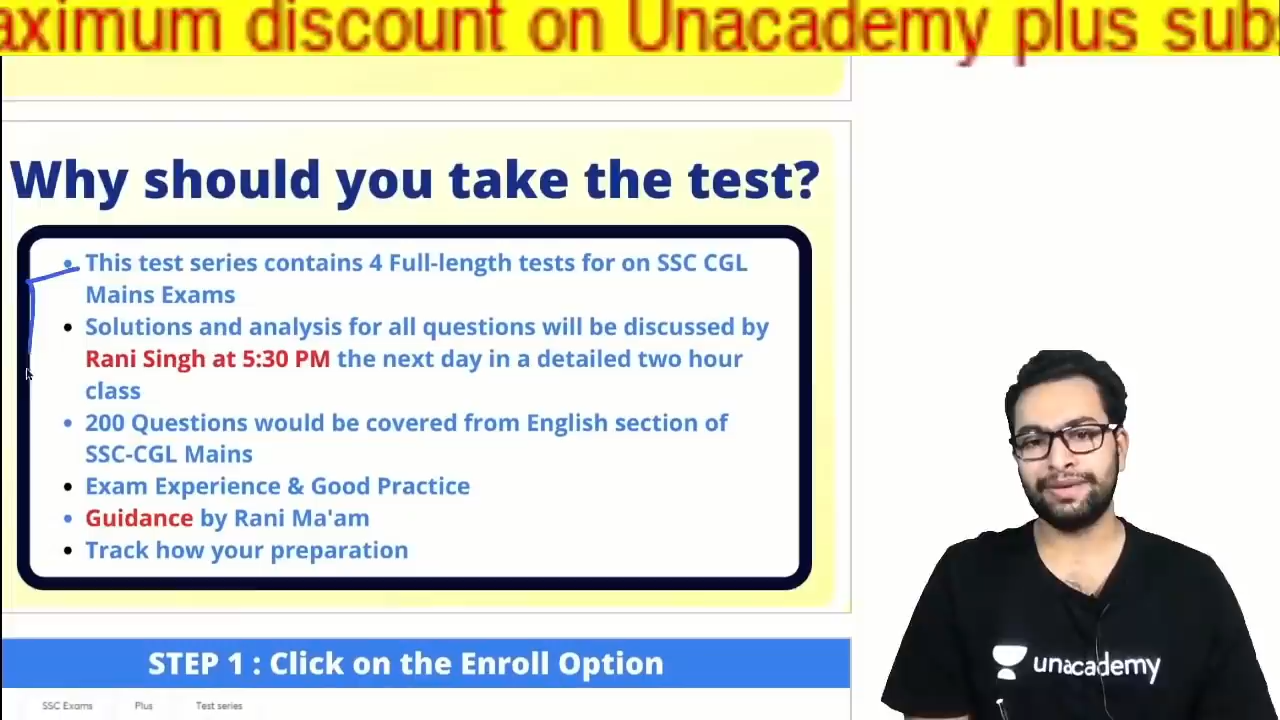 aximum discount on Unacademy plus subs
Why should you take the test?
This test series contains 4 Full-length tests for on SSC CGL
Mains Exams
Solutions and analysis for all questions will be discussed by
Rani Singh at 5:30 PM the next day in a detailed two hour
class
200 Questions would be covered from English section of
SSC-CGL Mains
Exam Experience & Good Practice
Guidance by Rani Ma'am
Track how your preparation
STEP 1 : Click on the Enroll Option
SSC Exams Plus Test series
unacademy